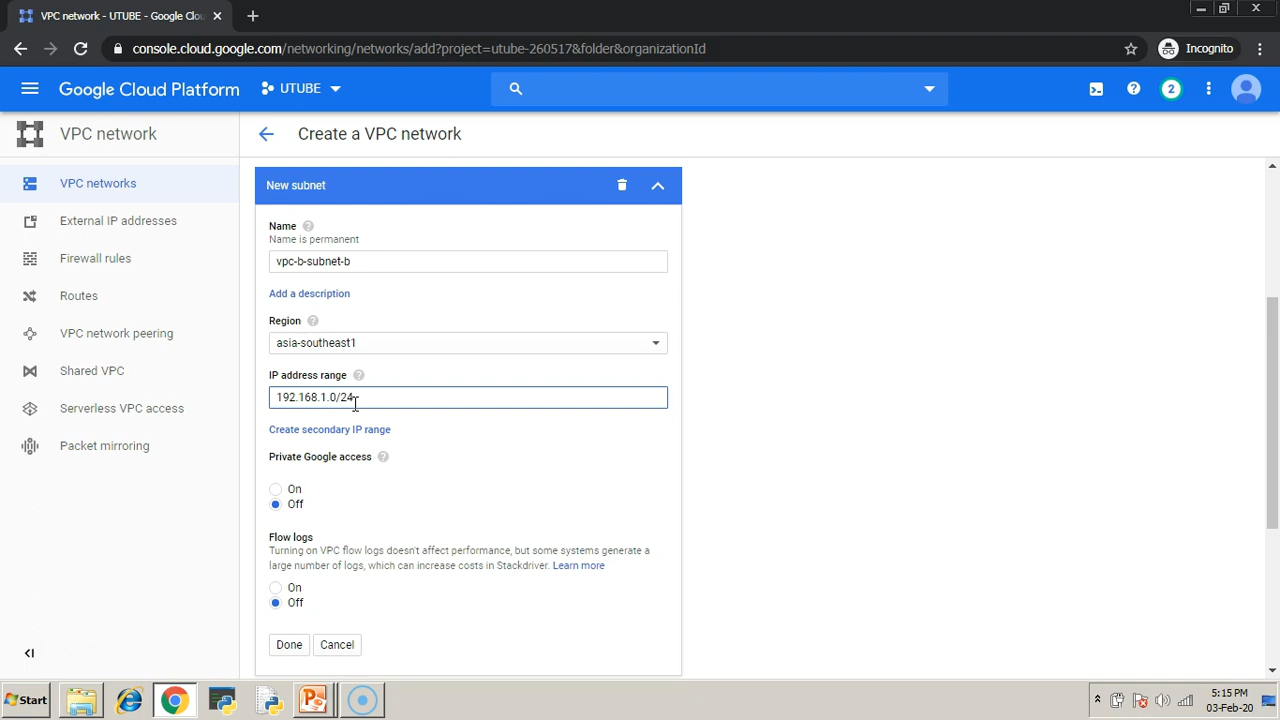 VPC network - UTUBE - Google Clo
console.cloud.google.com/networking/networks/add?project=utube-260517&folder&organizationId
Incognito
Google Cloud Platform
UTUBE
2
VPC network
Create a VPC network
VPC networks
External IP addresses
Firewall rules
Routes
VPC network peering
Shared VPC
Serverless VPC access
Packet mirroring
New subnet
Name
Name is permanent
vpc-b-subnet-b
Add a description
Region
asia-southeast1
IP address range
192.168.1.0/24
Create secondary IP range
Private Google access
On
Off
Flow logs
Turning on VPC flow logs doesn't affect performance, but some systems generate a
large number of logs, which can increase costs in Stackdriver. Learn more
On
Off
Done Cancel
Start
5:15 PM
03-Feb-20